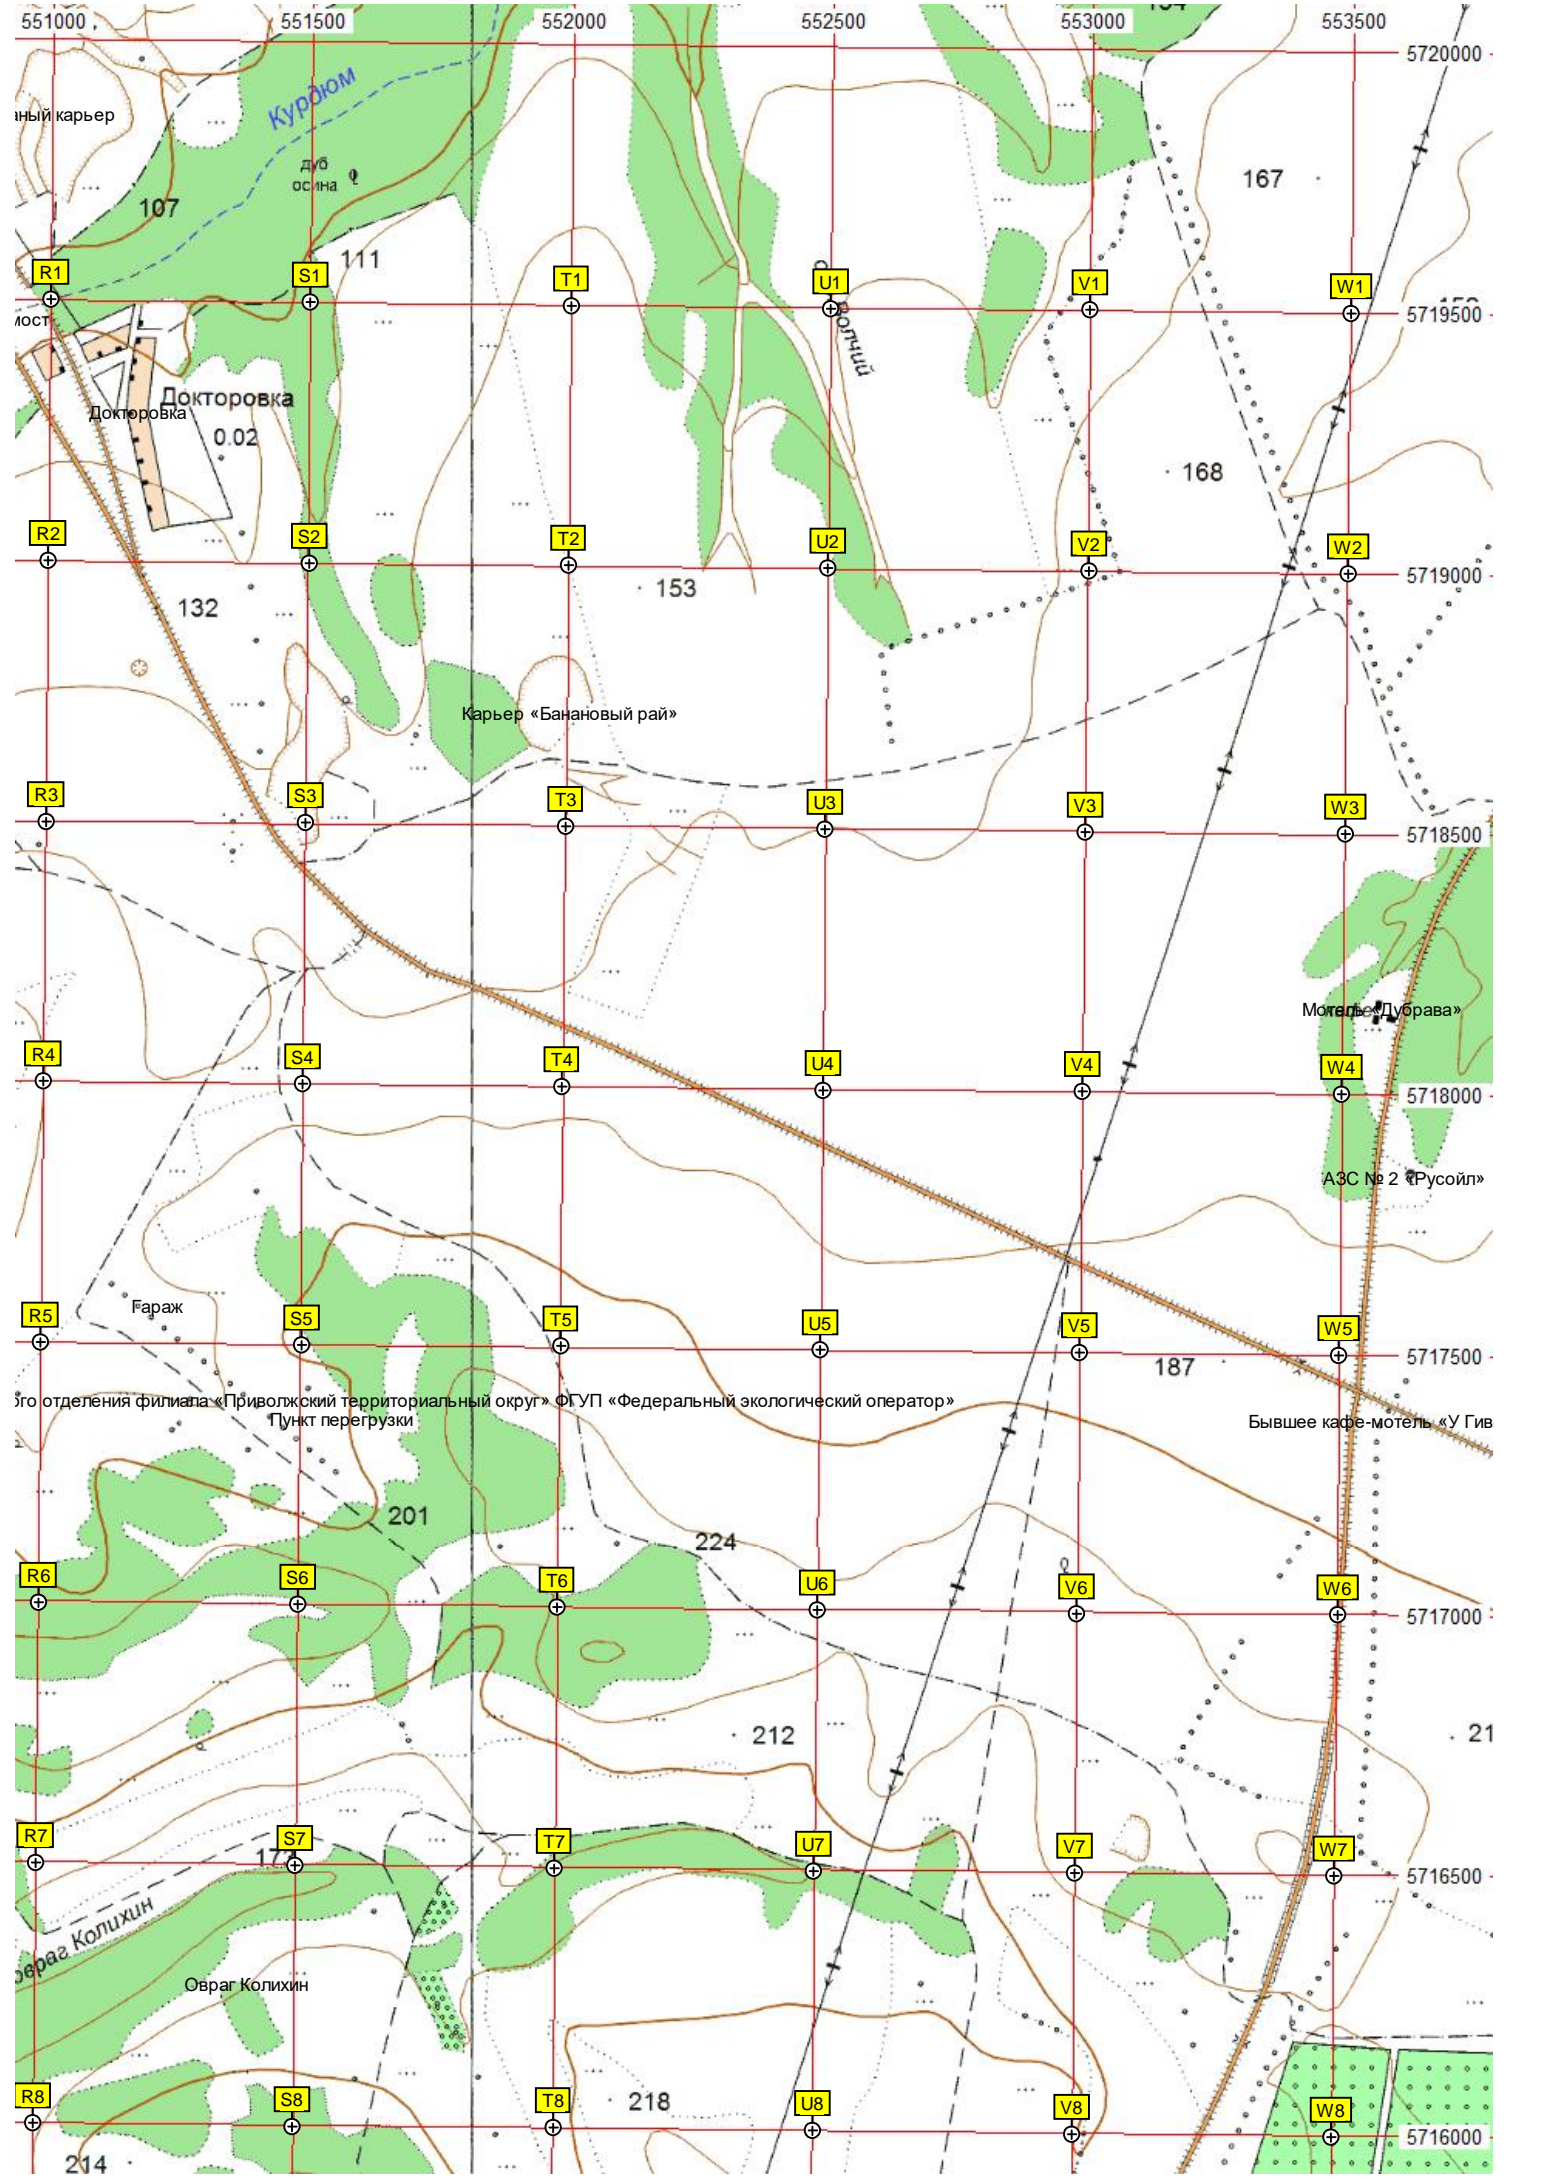 551000
551500
552000
552500
553000
553500
5720000
Курдюм
ный карьер
дуб
осина
167
107
111
R1
S1
T1
U1
V1
W1
5719500
мост
Волчий
Докторовка
Докторовка
0.02
168
R2
S2
T2
U2
V2
W2
5719000
153
132
Карьер «Банановый рай»
R3
S3
T3
U3
V3
W3
5718500
Мотель «Дубрава»
R4
S4
T4
U4
V4
W4
5718000
АЗС № 2 «Русойл»
Гараж
R5
S5
T5
U5
V5
W5
5717500
187
ого отделения филиала «Приволжский территориальный округ» ФГУП «Федеральный экологический оператор»
Пункт перегрузки
Бывшее кафе-мотель «У Гив
201
224
R6
S6
T6
U6
V6
W6
5717000
212
21
R7
S7
T7
U7
V7
W7
5716500
овраг Колихин
Овраг Колихин
R8
S8
T8
U8
V8
W8
218
5716000
214